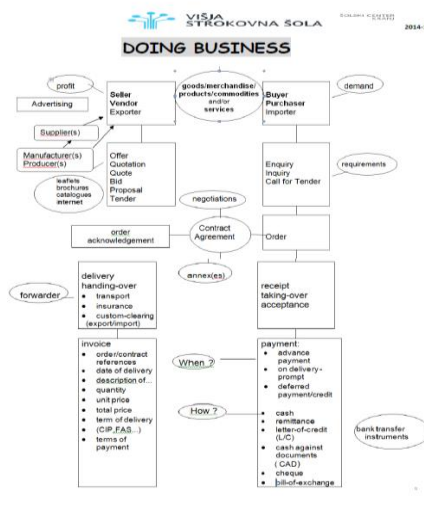 VIŠJA
STROKOVNA ŠOLA
ŠOLSKI CENTER
KRANJ
2014-
DOING BUSINESS
profit
Advertising
Supplier(s)
Manufacturer(s)
Producer(s)
leaflets
brochures
catalogues
internet
Seller
Vendor
Exporter
goods/merchandise/
products/commodities
and/or
services
Buyer
Purchaser
Importer
demand
Offer
Quotation
Quote
Bid
Proposal
Tender
Enquiry
Inquiry
Call for Tender
requirements
negotiations
order
acknowledgement
Contract
Agreement
Order
annex(es)
forwarder
delivery
handing-over
• transport
• insurance
• custom-clearing
(export/import)
receipt
taking-over
acceptance
invoice
• order/contract
references
• date of delivery
• description of...
• quantity
• unit price
• total price
• term of delivery
• (CIP,FAS...)
• terms of
payment
When ?
How ?
payment:
• advance
payment
• on delivery -
prompt
• deferred
payment/credit
• cash
• remittance
• letter-of-credit
(L/C)
• cash against
documents
( CAD)
• cheque
• bill-of-exchange
bank transfer
instruments